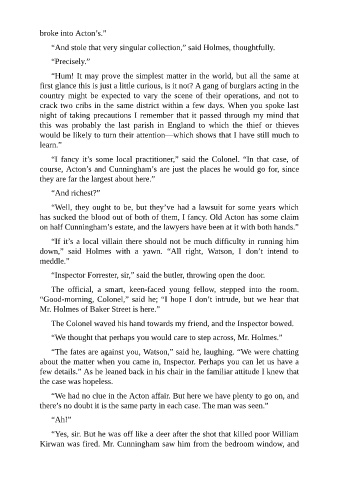 broke into Acton's.”
“And stole that very singular collection,” said Holmes, thoughtfully.
“Precisely.”
“Hum! It may prove the simplest matter in the world, but all the same at
first glance this is just a little curious, is it not? A gang of burglars acting in the
country might be expected to vary the scene of their operations, and not to
crack two cribs in the same district within a few days. When you spoke last
night of taking precautions I remember that it passed through my mind that
this was probably the last parish in England to which the thief or thieves
would be likely to turn their attention—which shows that I have still much to
learn.”
“I fancy it's some local practitioner,” said the Colonel. “In that case, of
course, Acton's and Cunningham's are just the places he would go for, since
they are far the largest about here.”
“And richest?”
“Well, they ought to be, but they've had a lawsuit for some years which
has sucked the blood out of both of them, I fancy. Old Acton has some claim
on half Cunningham's estate, and the lawyers have been at it with both hands.”
“If it's a local villain there should not be much difficulty in running him
down,” said Holmes with a yawn. “All right, Watson, I don't intend to
meddle.”
“Inspector Forrester, sir,” said the butler, throwing open the door.
The official, a smart, keen-faced young fellow, stepped into the room.
“Good-morning, Colonel,” said he; “I hope I don't intrude, but we hear that
Mr. Holmes of Baker Street is here.”
The Colonel waved his hand towards my friend, and the Inspector bowed.
“We thought that perhaps you would care to step across, Mr. Holmes.”
“The fates are against you, Watson,” said he, laughing. “We were chatting
about the matter when you came in, Inspector. Perhaps you can let us have a
few details.” As he leaned back in his chair in the familiar attitude I knew that
the case was hopeless.
“We had no clue in the Acton affair. But here we have plenty to go on, and
there's no doubt it is the same party in each case. The man was seen.”
“Ah!”
“Yes, sir. But he was off like a deer after the shot that killed poor William
Kirwan was fired. Mr. Cunningham saw him from the bedroom window, and